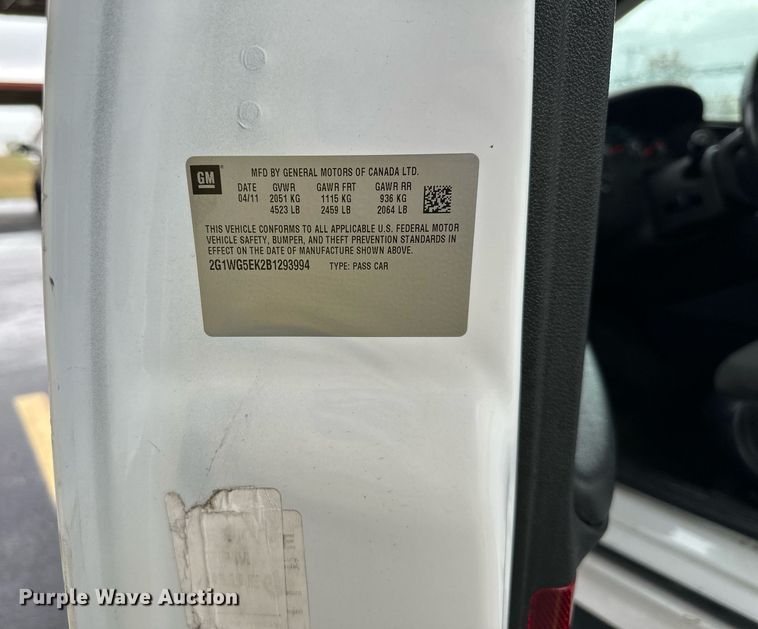 GM MFD BY GENERAL MOTORS OF CANADA LTD.
DATE GVWR GAWR FRT GAWR RR
04/11 2051 KG 1115 KG 936 KG
4523 LB 2459 LB 2064 LB
THIS VEHICLE CONFORMS TO ALL APPLICABLE U.S. FEDERAL MOTOR
VEHICLE SAFETY, BUMPER, AND THEFT PREVENTION STANDARDS IN
EFFECT ON THE DATE OF MANUFACTURE SHOWN ABOVE.
2G1WG5EK2B1293994 TYPE: PASS CAR
Purple Wave Auction